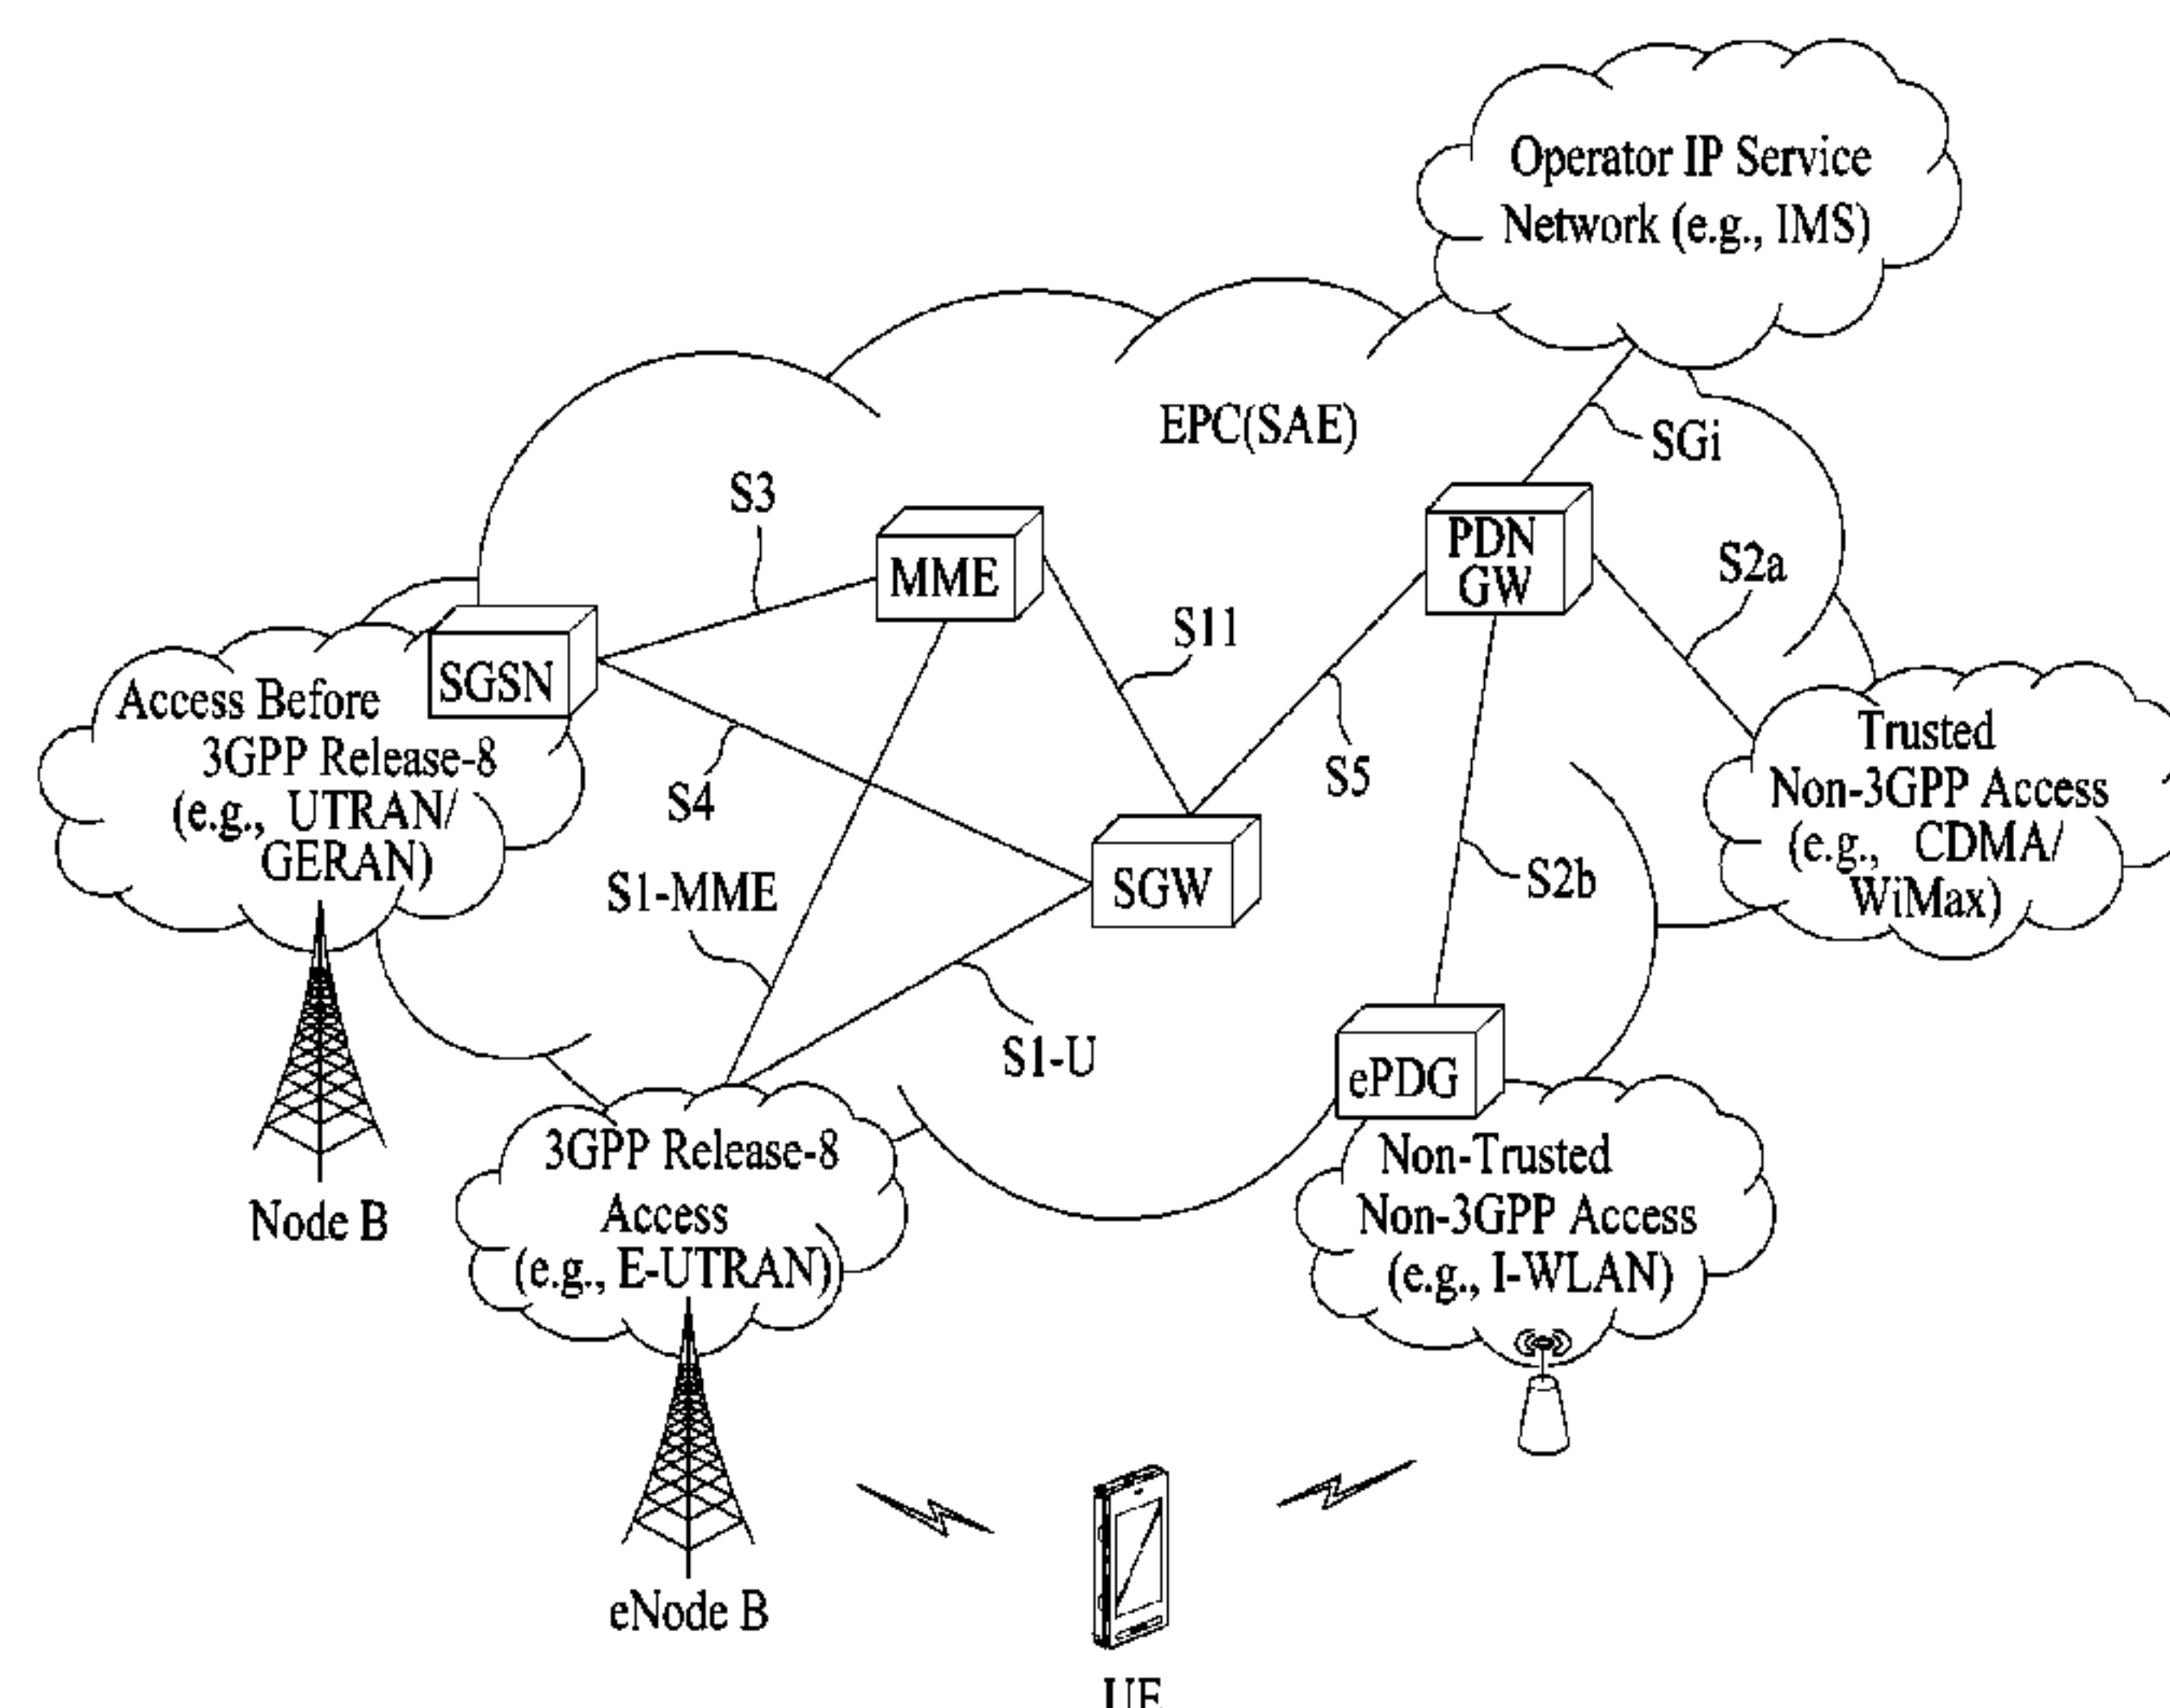 Operator IP Service
Network (e.g., IMS)
EPC(SAE)
SGi
S3
MME
PDN
GW
S2a
S11
SGSN
Access Before
3GPP Release-8
(e.g., UTRAN/
GERAN)
S4
S5
Trusted
Non-3GPP Access
(e.g., CDMA/
WiMax)
S1-MME
SGW
S2b
S1-U
ePDG
Node B
3GPP Release-8
Access
(e.g., E-UTRAN)
Non-Trusted
Non-3GPP Access
(e.g., I-WLAN)
eNode B
UE